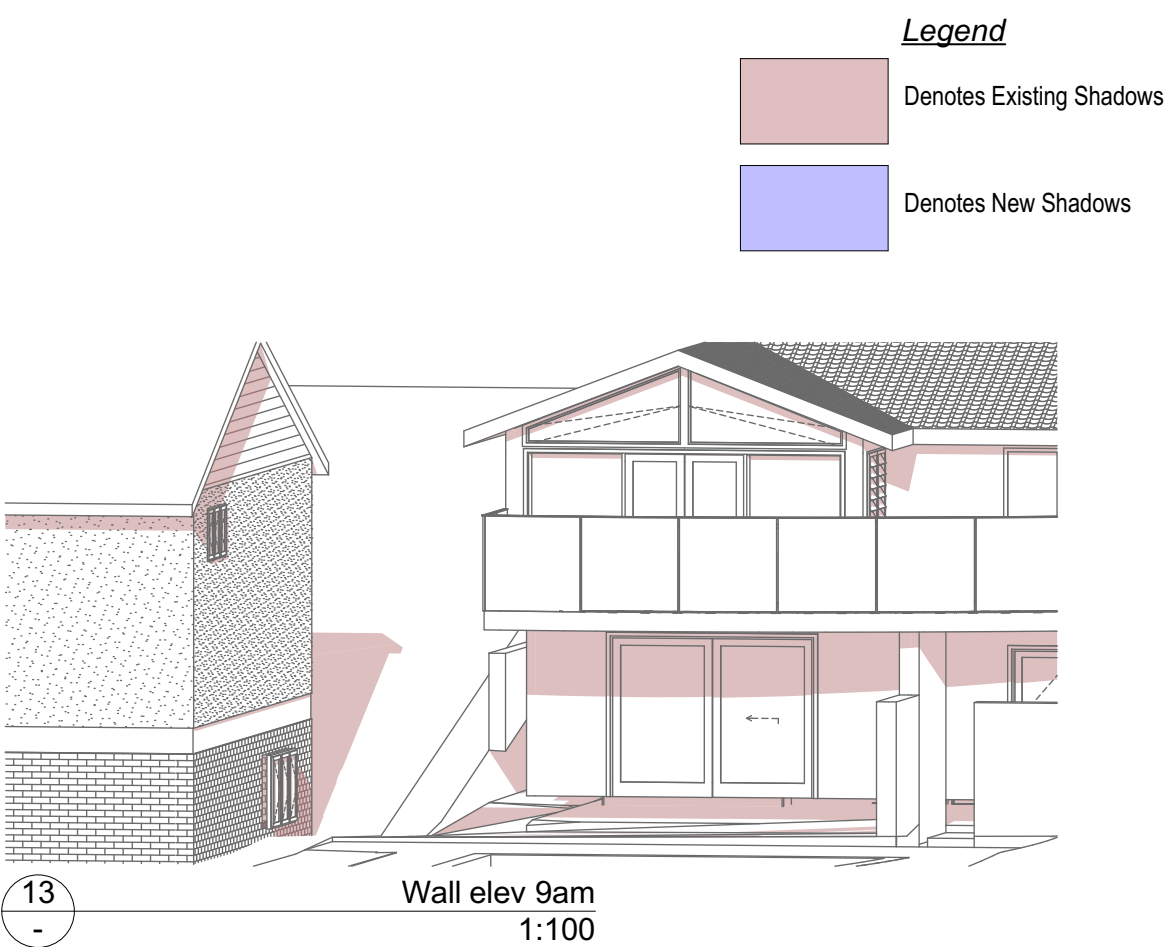 Legend
Denotes Existing Shadows
Denotes New Shadows
13
Wall elev 9am
-
1:100